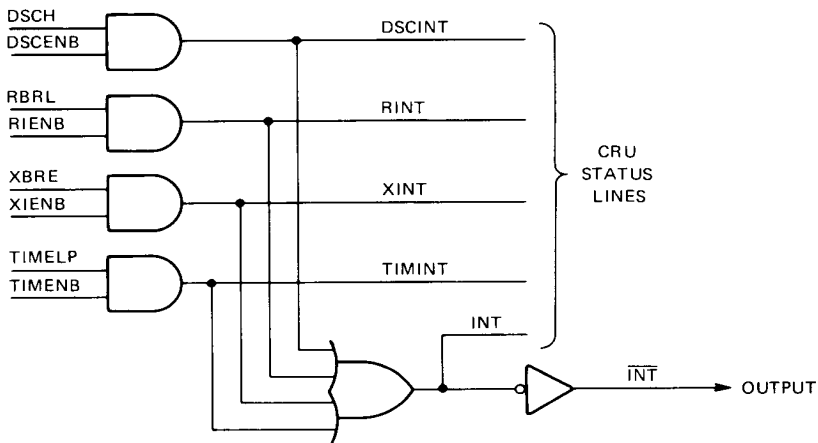 DSCH
DSCENB
DSCINT
RBRL
RIENB
RINT
XBRE
XIENB
XINT
TIMELP
TIMENB
TIMINT
INT
CRU
STATUS
LINES
INT
OUTPUT